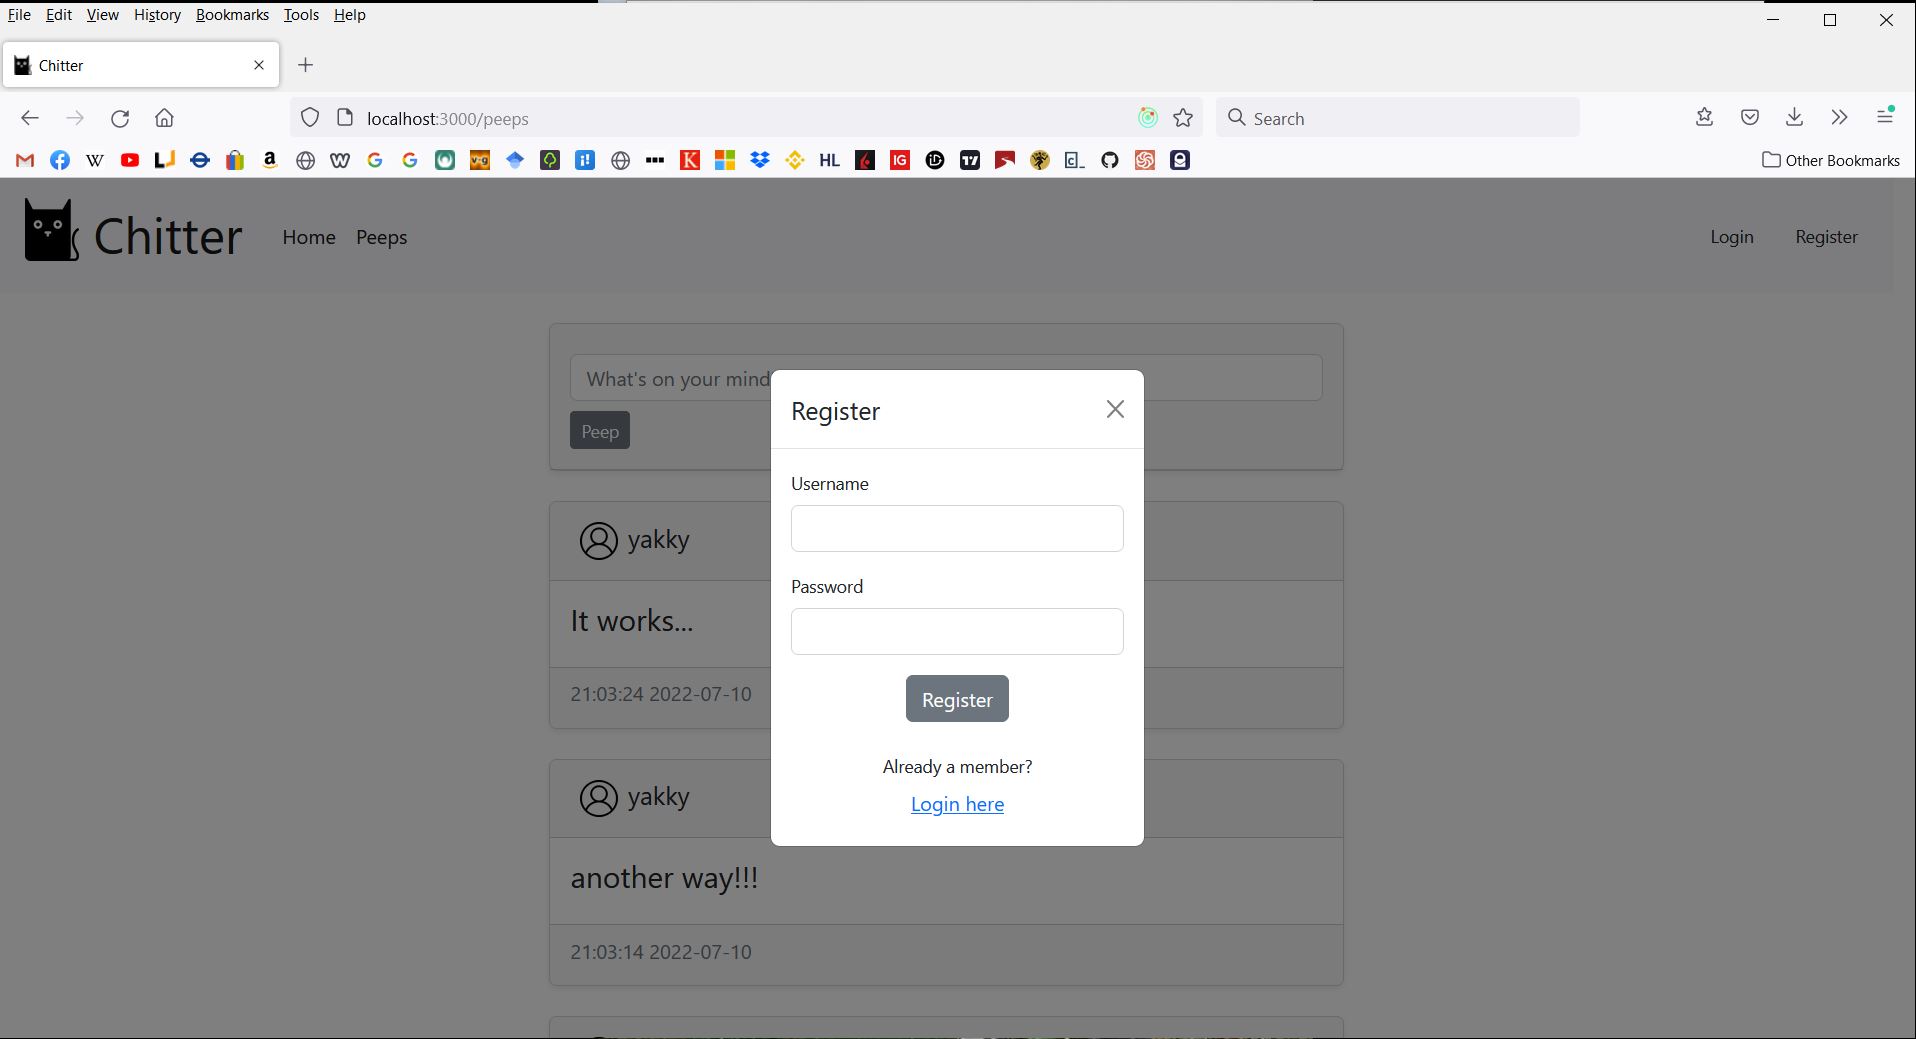 File Edit View History Bookmarks Tools Help
Chitter
localhost:3000/peeps
Search
Other Bookmarks
Chitter Home Peeps Login Register
What's on your mind
Peep
Register
Username
Password
Register
Already a member?
Login here
yakky
It works...
21:03:24 2022-07-10
yakky
another way!!!
21:03:14 2022-07-10